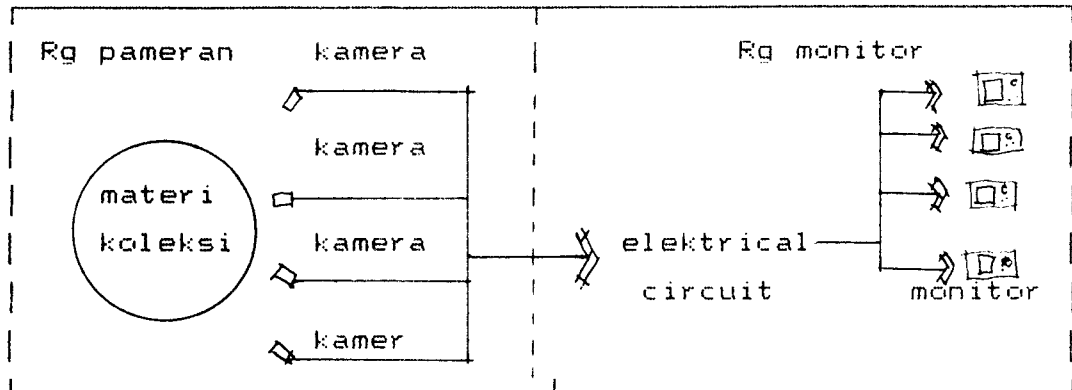 Rg pameran
kamera
Rg monitor
kamera
materi
koleksi
kamera
elektrical
circuit
monitor
kamer